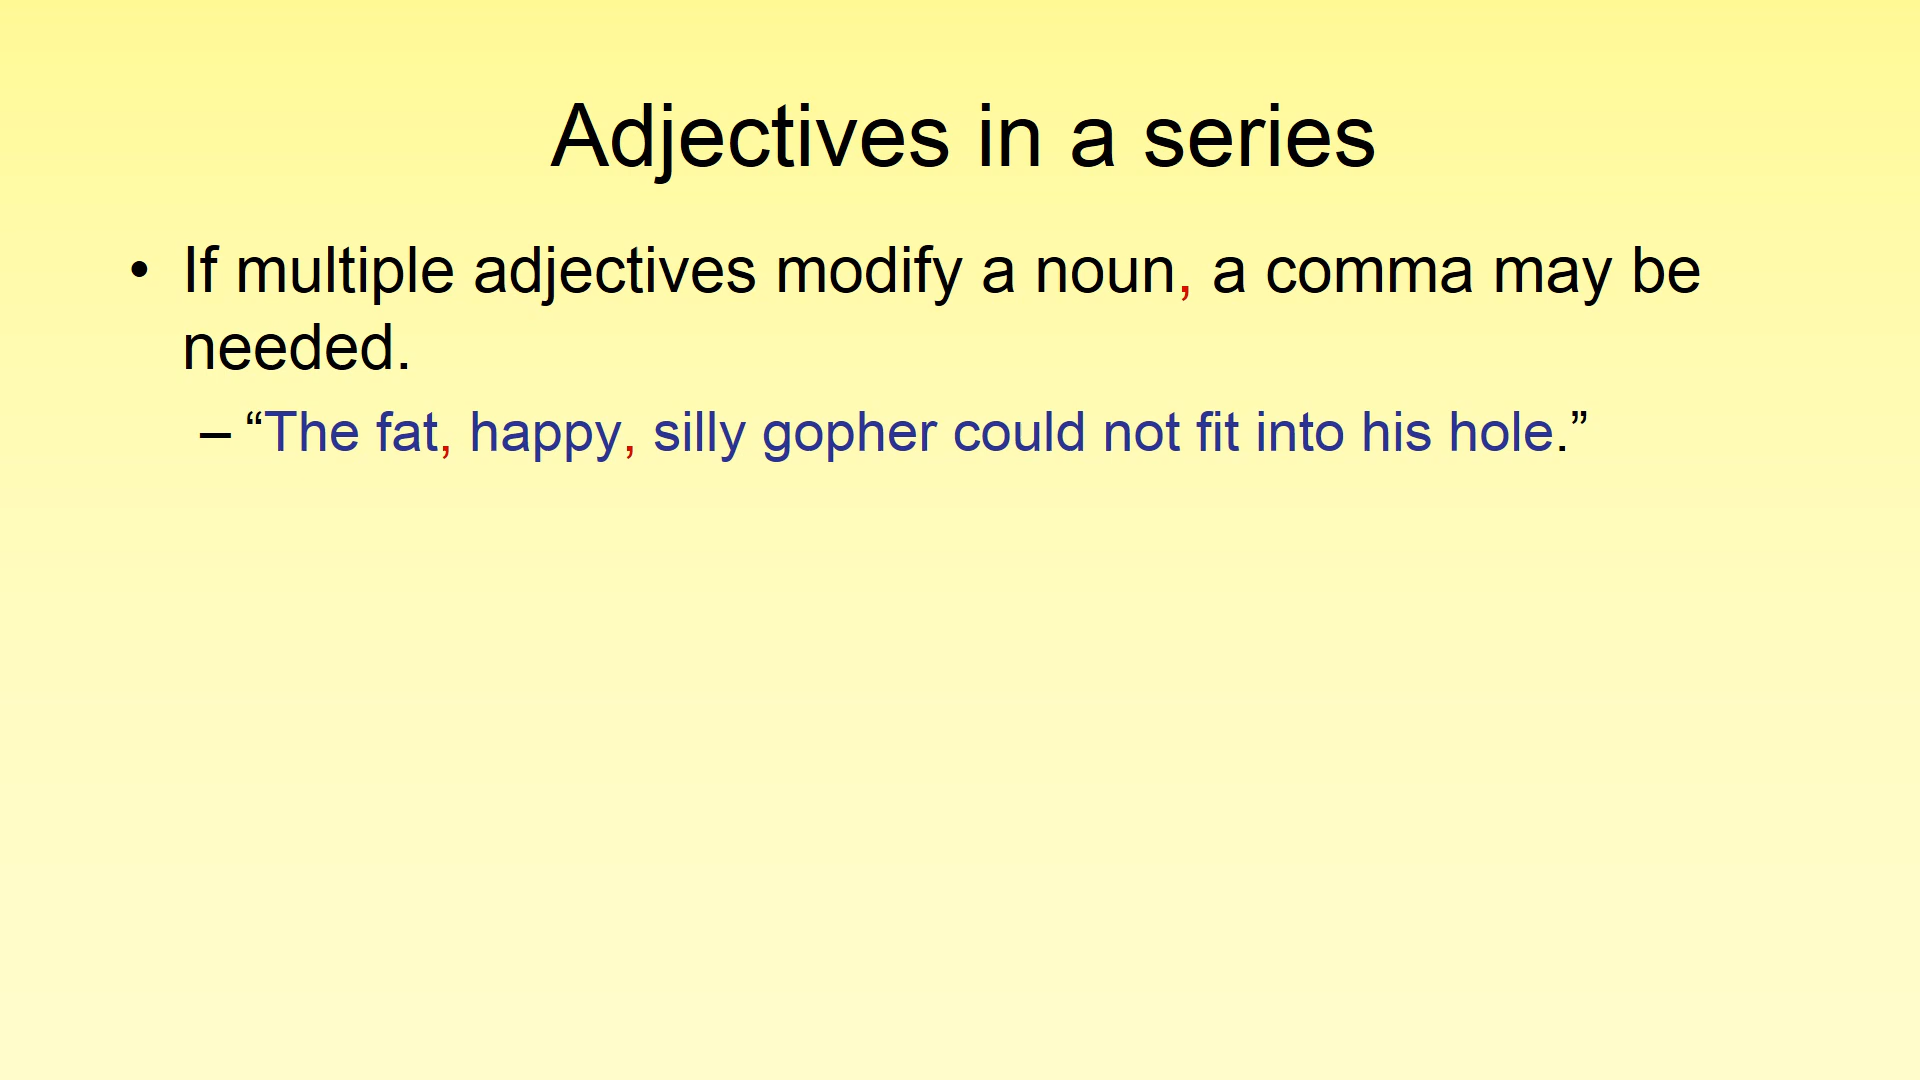 Adjectives in a series
• If multiple adjectives modify a noun, a comma may be
needed.
– “The fat, happy, silly gopher could not fit into his hole.”